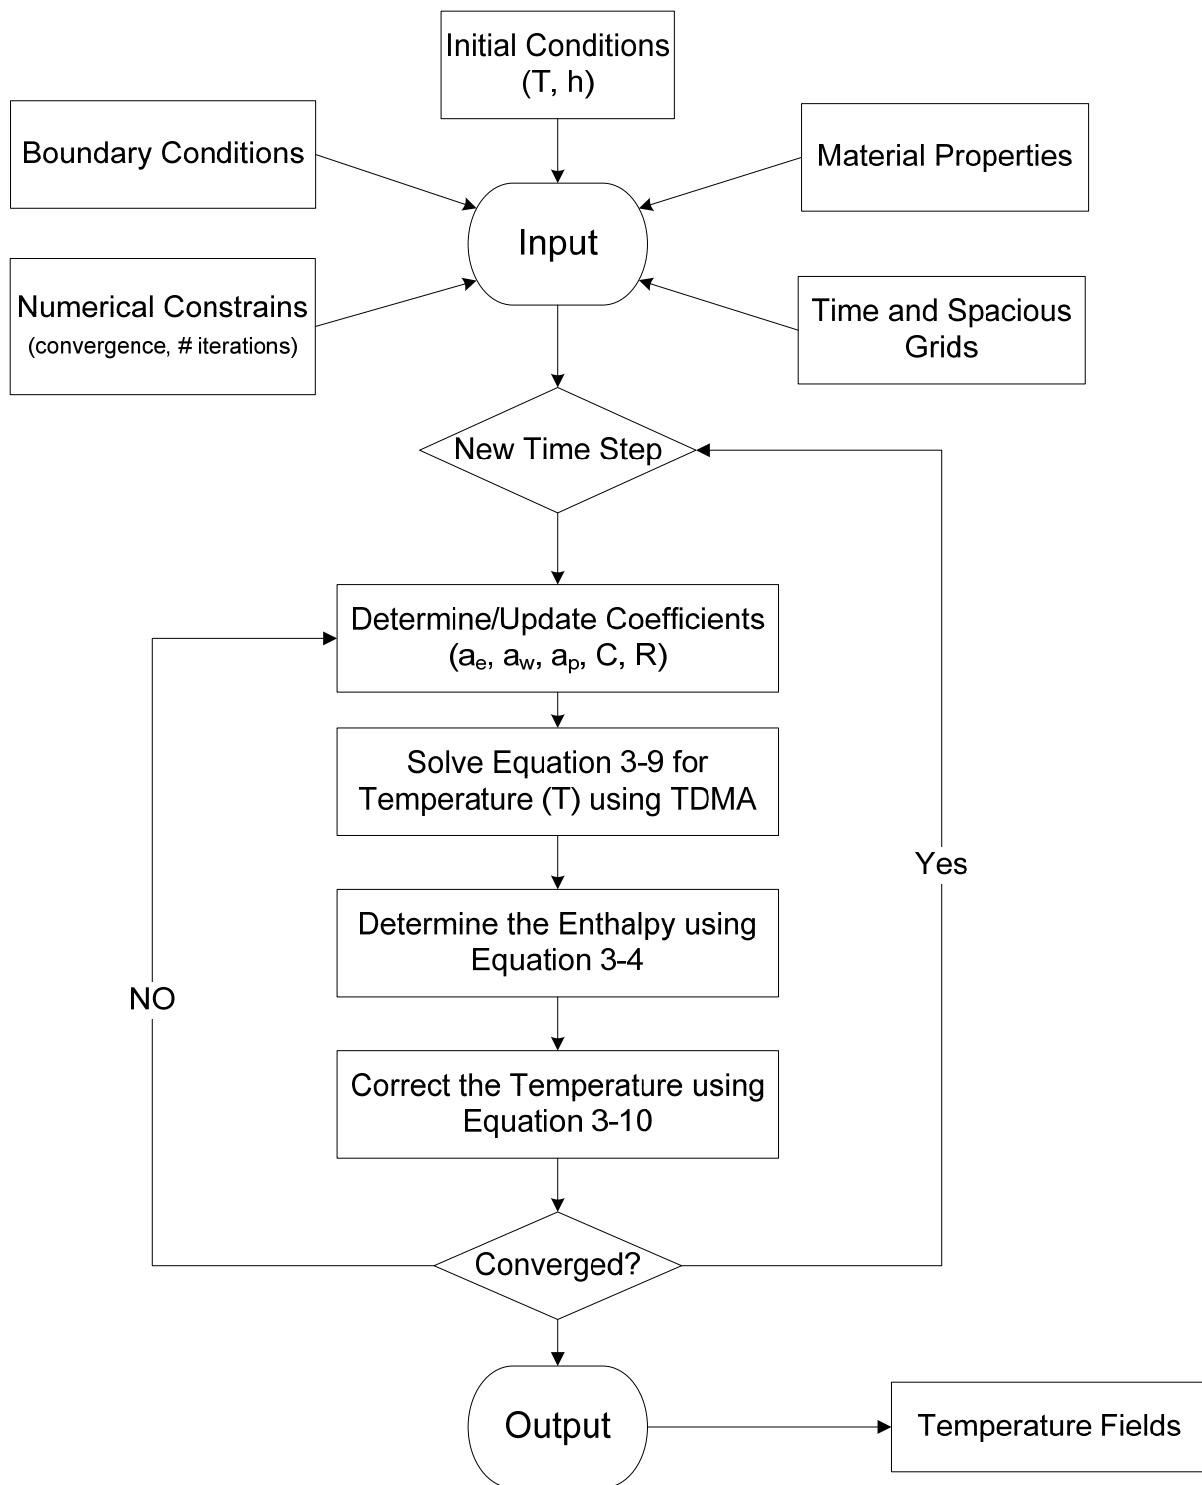 Initial Conditions
(T, h)
Boundary Conditions
Material Properties
Input
Numerical Constrains
(convergence, # iterations)
Time and Spacious
Grids
New Time Step
Determine/Update Coefficients
(aₑ, a_w, aₚ, C, R)
Solve Equation 3-9 for
Temperature (T) using TDMA
Yes
Determine the Enthalpy using
Equation 3-4
NO
Correct the Temperature using
Equation 3-10
Converged?
Output
Temperature Fields